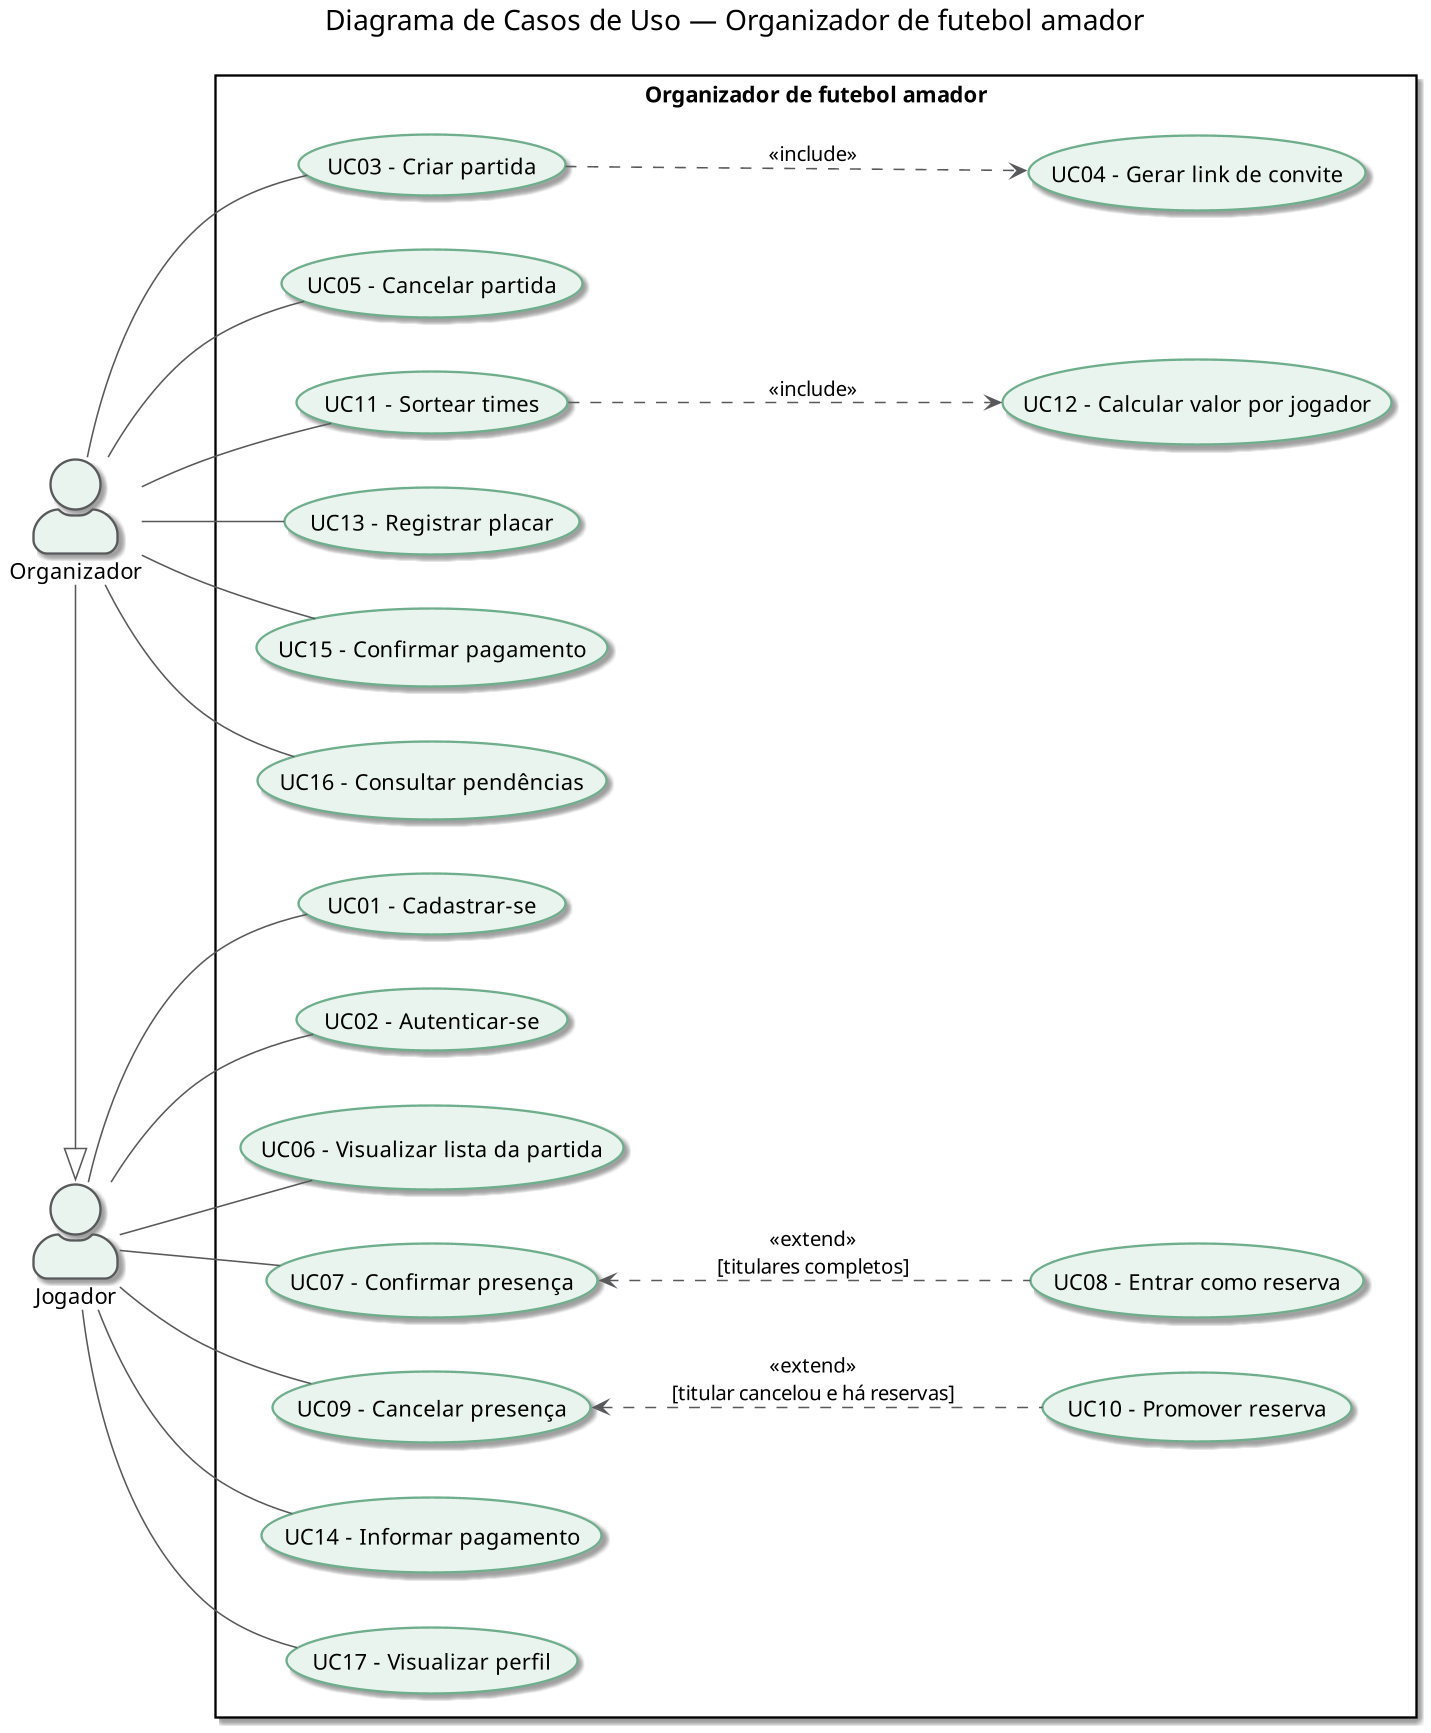 Diagrama de Casos de Uso — Organizador de futebol amador
Organizador de futebol amador
UC03 - Criar partida
«include»
UC04 - Gerar link de convite
UC05 - Cancelar partida
UC11 - Sortear times
«include»
UC12 - Calcular valor por jogador
UC13 - Registrar placar
Organizador
UC15 - Confirmar pagamento
UC16 - Consultar pendências
UC01 - Cadastrar-se
UC02 - Autenticar-se
UC06 - Visualizar lista da partida
«extend»
[titulares completos]
UC07 - Confirmar presença
UC08 - Entrar como reserva
Jogador
«extend»
[titular cancelou e há reservas]
UC09 - Cancelar presença
UC10 - Promover reserva
UC14 - Informar pagamento
UC17 - Visualizar perfil